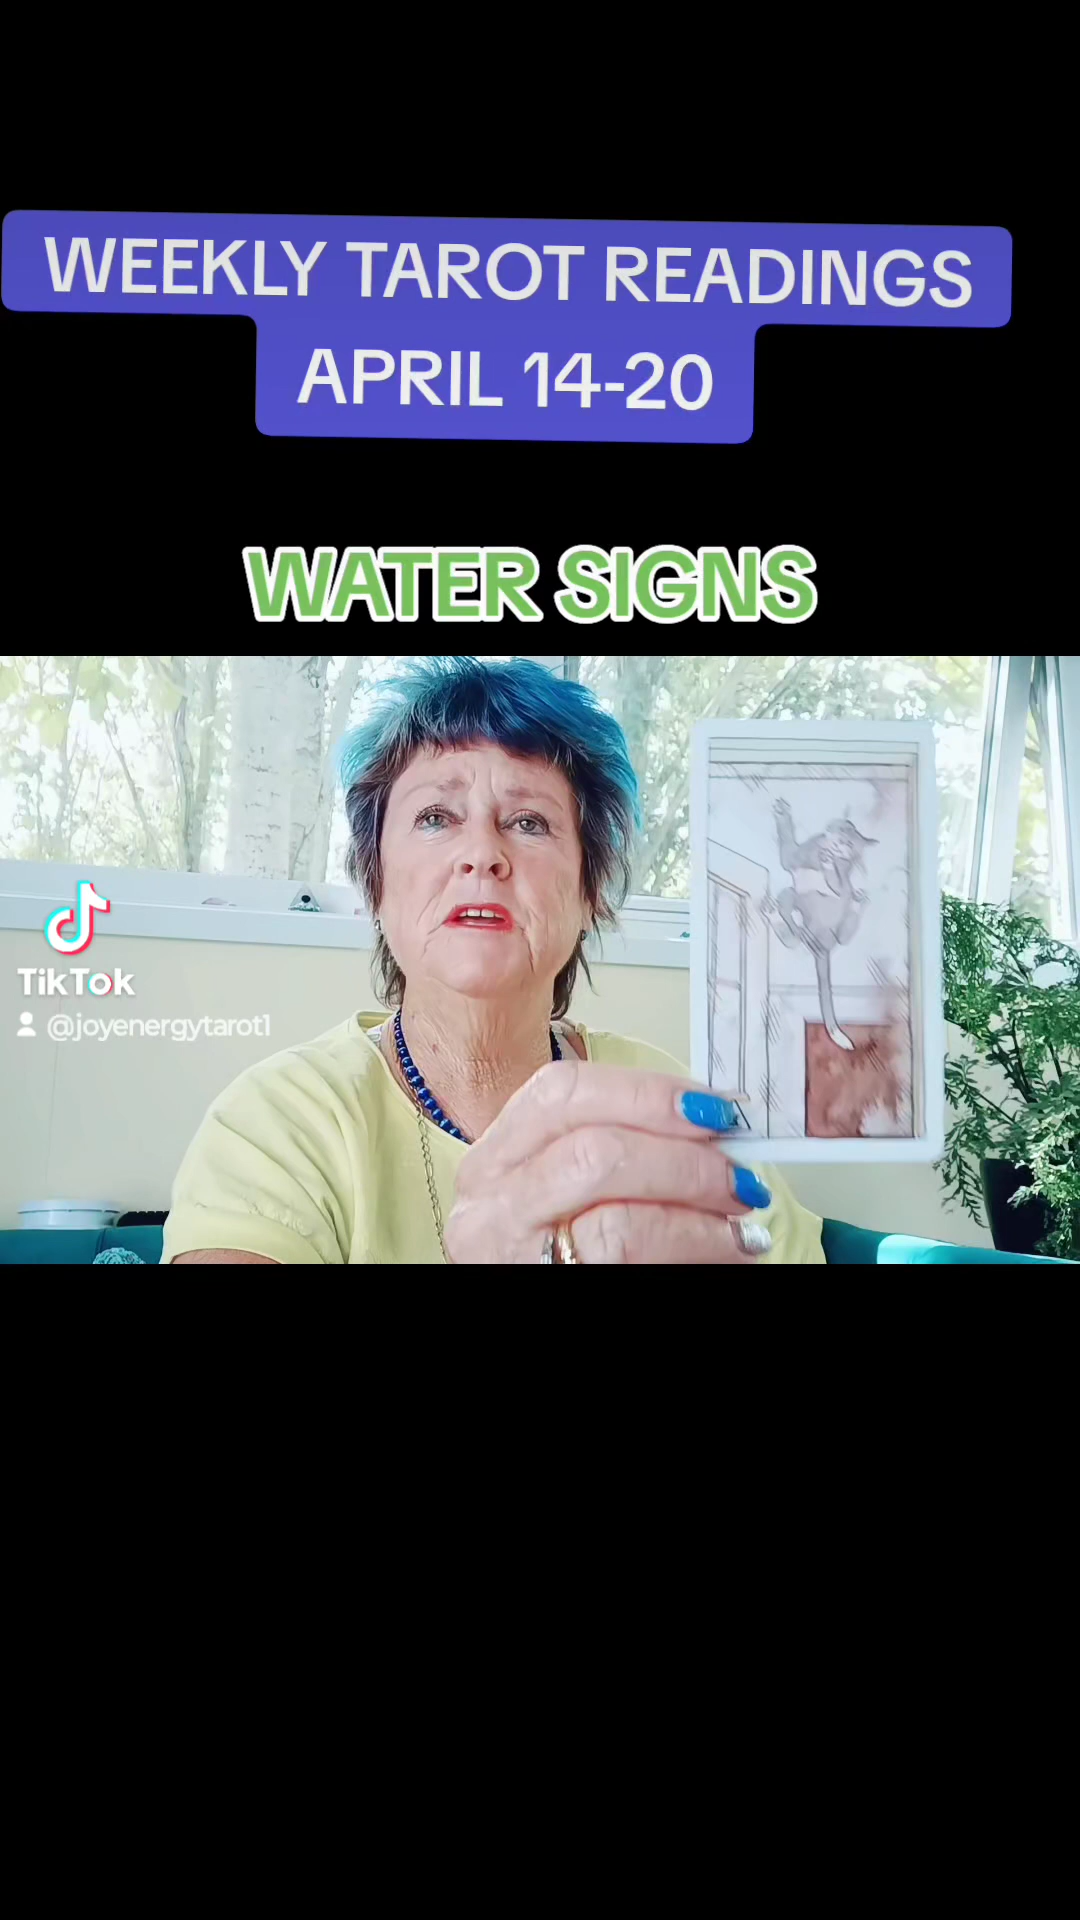 WEEKLY TAROT READINGS
APRIL 14-20
WATER SIGNS
TikTok
@joyenergytarot1